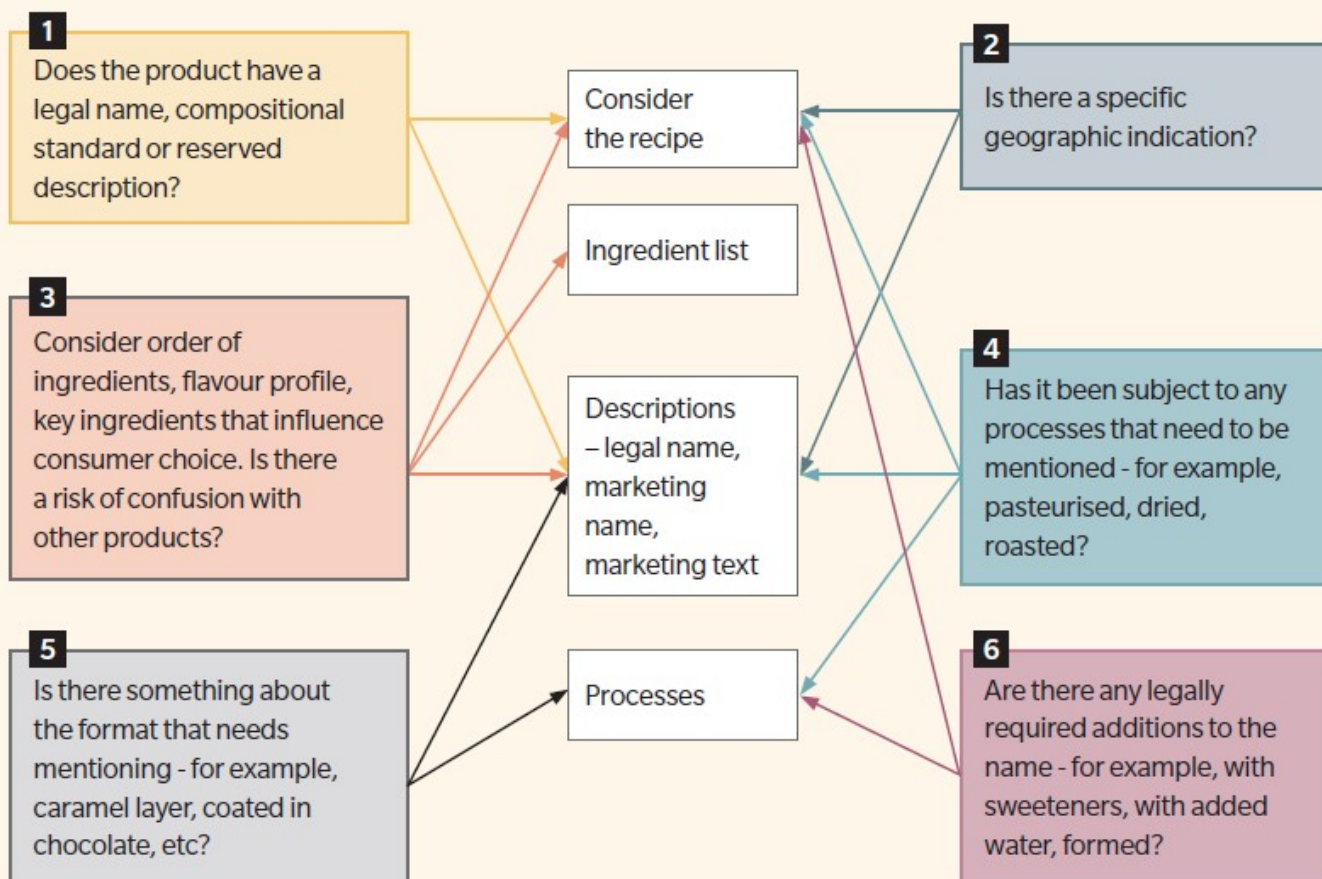 1
Does the product have a
legal name, compositional
standard or reserved
description?
2
Is there a specific
geographic indication?
3
Consider order of
ingredients, flavour profile,
key ingredients that influence
consumer choice. Is there
a risk of confusion with
other products?
4
Has it been subject to any
processes that need to be
mentioned - for example,
pasteurised, dried,
roasted?
5
Is there something about
the format that needs
mentioning - for example,
caramel layer, coated in
chocolate, etc?
6
Are there any legally
required additions to the
name - for example, with
sweeteners, with added
water, formed?
Consider
the recipe
Ingredient list
Descriptions
– legal name,
marketing
name,
marketing text
Processes